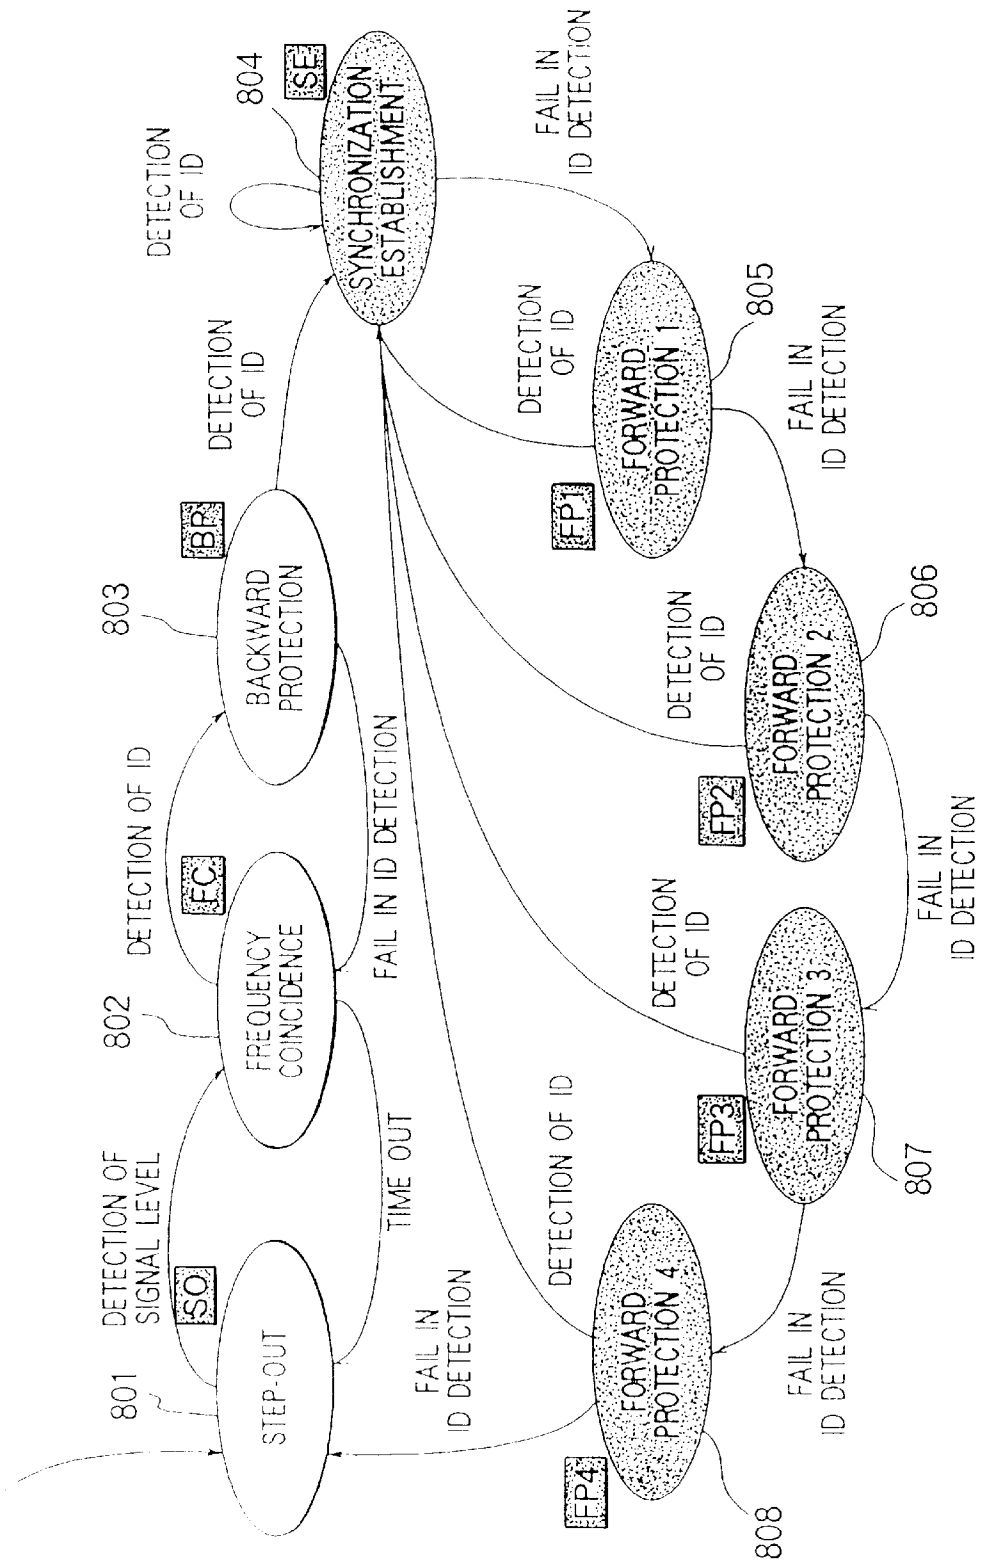 801
STEP-OUT
SO
DETECTION OF
SIGNAL LEVEL
802
FREQUENCY
COINCIDENCE
FC
TIME OUT
DETECTION OF ID
803
BACKWARD
PROTECTION
BP
FAIL IN ID DETECTION
DETECTION
OF ID
804
SYNCHRONIZATION
ESTABLISHMENT
SE
DETECTION
OF ID
FAIL IN
ID DETECTION
DETECTION
OF ID
FP1
FORWARD
PROTECTION 1
805
FAIL IN
ID DETECTION
DETECTION
OF ID
FP2
FORWARD
PROTECTION 2
806
FAIL IN
ID DETECTION
DETECTION
OF ID
FP3
FORWARD
PROTECTION 3
807
FAIL IN
ID DETECTION
DETECTION OF ID
FP4
FORWARD
PROTECTION 4
808
FAIL IN
ID DETECTION